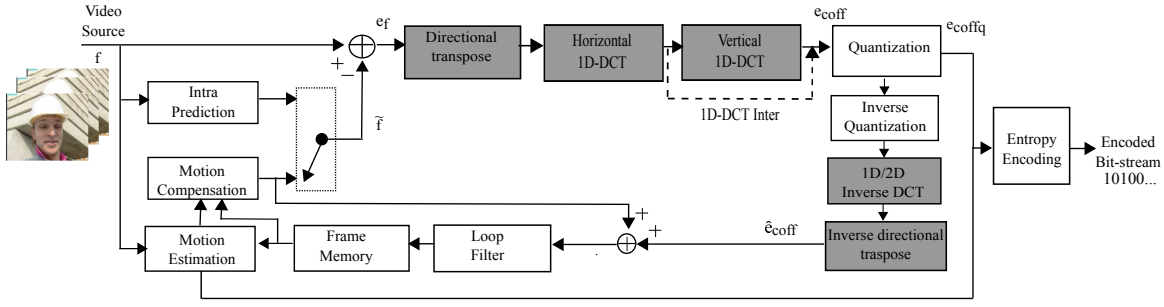 Video
Source
f
e_f
e_coff
e_coffq
+
−
Directional
transpose
Horizontal
1D-DCT
Vertical
1D-DCT
Quantization
1D-DCT Inter
Intra
Prediction
f̃
Inverse
Quantization
Entropy
Encoding
Encoded
Bit-stream
10100...
Motion
Compensation
1D/2D
Inverse DCT
+
+
ê_coff
Motion
Estimation
Frame
Memory
Loop
Filter
Inverse directional
traspose